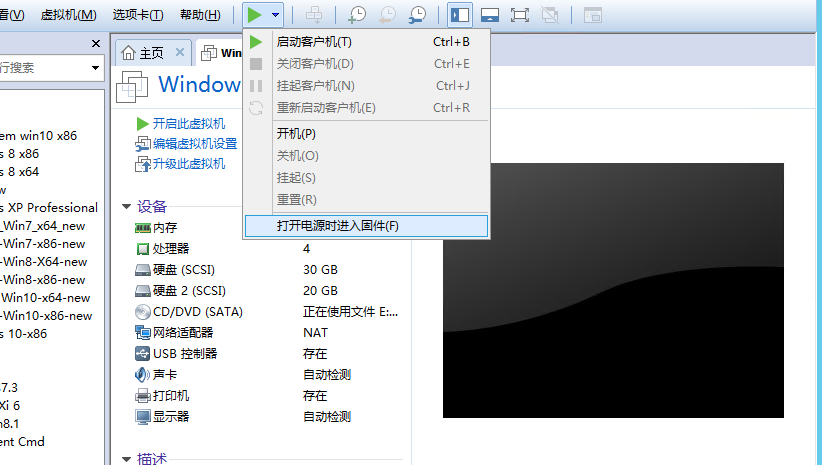 看(V) 虚拟机(M) 选项卡(T) 帮助(H)
行搜索
em win10 x86
s 8 x86
s 8 x64
w
s XP Professional
_Win7_x64_new
-Win7-x86-new
-Win8-X64-new
-Win8-x86-new
Win10-x64-new
-Win10-x86-new
s 10-x86
7.3
Xi 6
n8.1
ent Cmd
主页 Win
Window
开启此虚拟机
编辑虚拟机设置
升级此虚拟机
启动客户机(T) Ctrl+B
关闭客户机(D) Ctrl+E
挂起客户机(N) Ctrl+J
重新启动客户机(E) Ctrl+R
开机(P)
关机(O)
挂起(S)
重置(R)
打开电源时进入固件(F)
设备
内存
处理器 4
硬盘 (SCSI) 30 GB
硬盘 2 (SCSI) 20 GB
CD/DVD (SATA) 正在使用文件 E:...
网络适配器 NAT
USB 控制器 存在
声卡 自动检测
打印机 存在
显示器 自动检测
描述